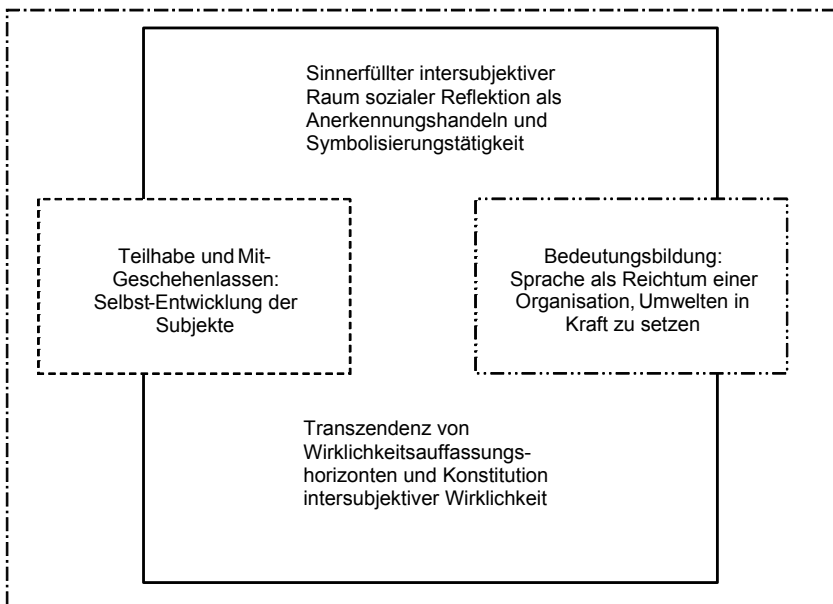 Sinnerfüllter intersubjektiver
Raum sozialer Reflektion als
Anerkennungshandeln und
Symbolisierungstätigkeit
Teilhabe und Mit-
Geschehenlassen:
Selbst-Entwicklung der
Subjekte
Bedeutungsbildung:
Sprache als Reichtum einer
Organisation, Umwelten in
Kraft zu setzen
Transzendenz von
Wirklichkeitsauffassungs-
horizonten und Konstitution
intersubjektiver Wirklichkeit